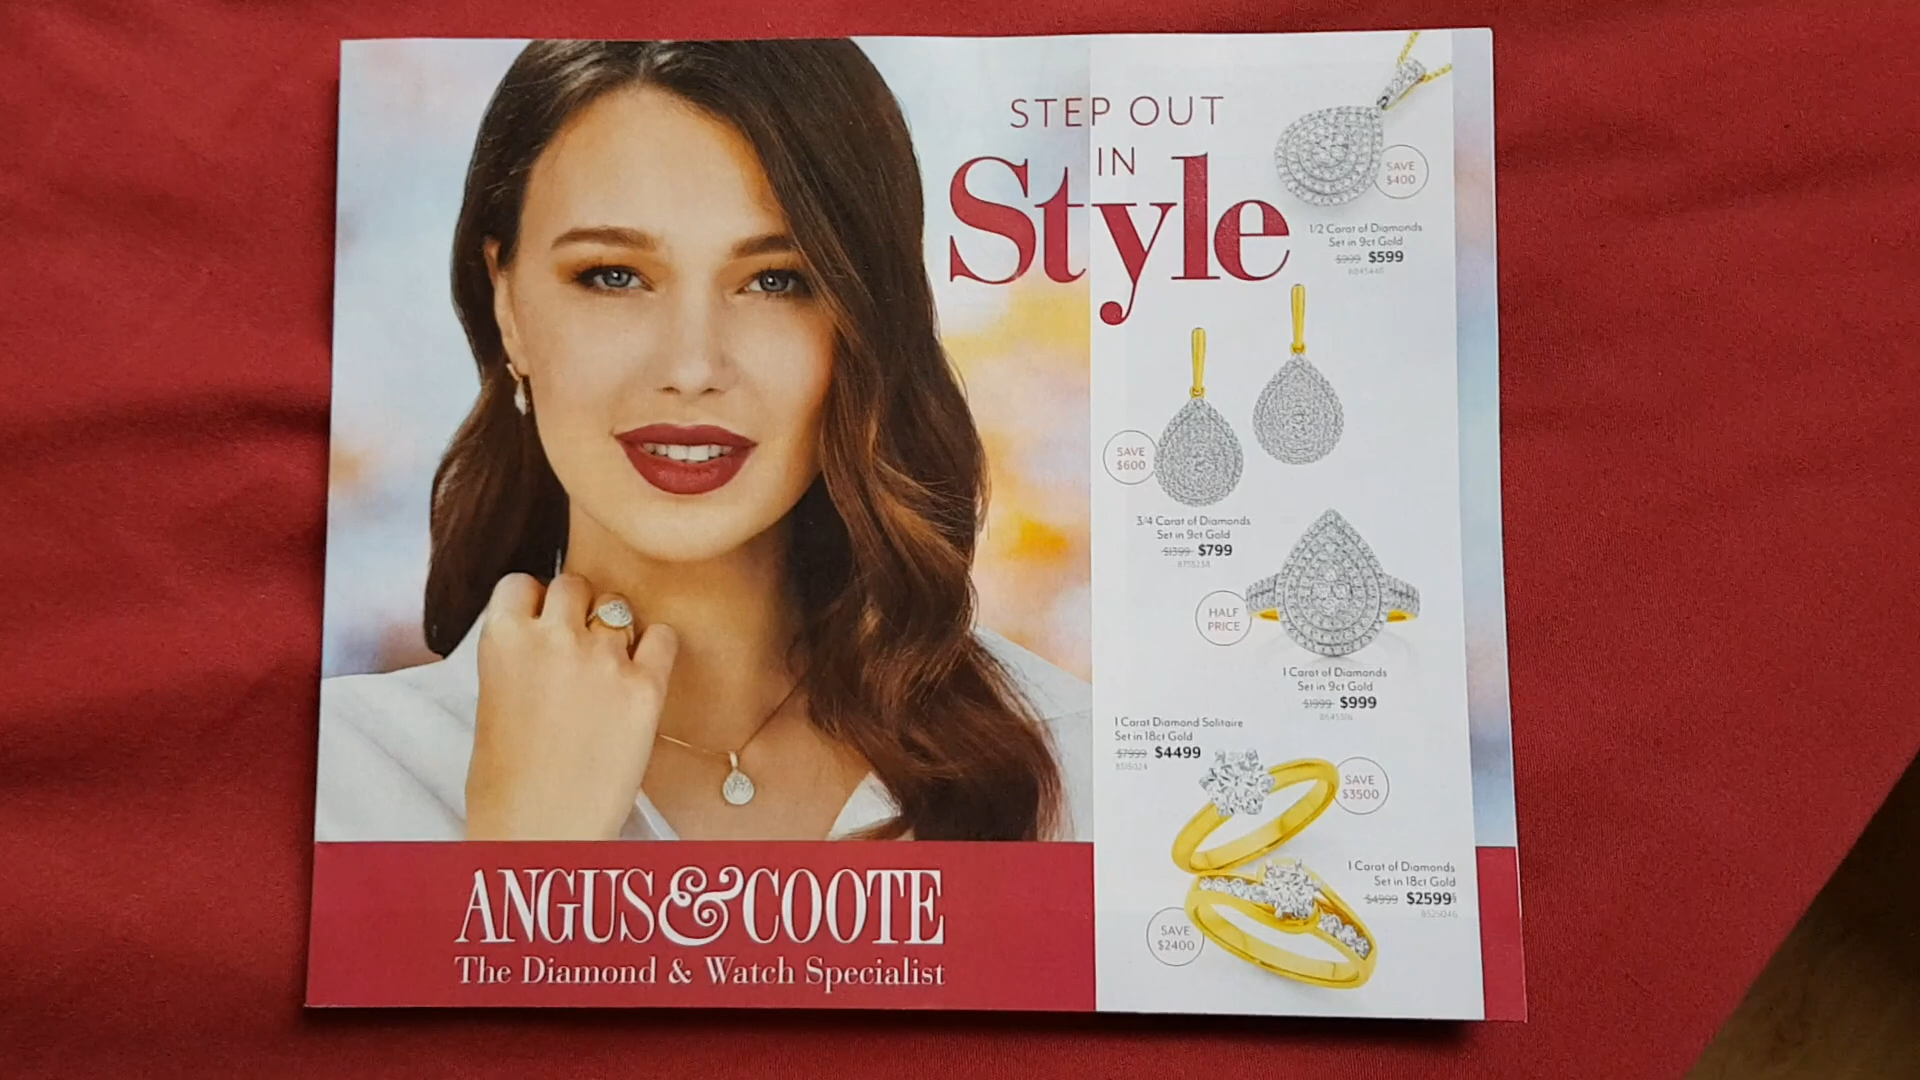 STEP OUT
IN
Style
SAVE
$400
1/2 Carat of Diamonds
Set in 9ct Gold
$999 $599
SAVE
$600
3/4 Carat of Diamonds
Set in 9ct Gold
$1399 $799
HALF
PRICE
1 Carat of Diamonds
Set in 9ct Gold
$1999 $999
1 Carat Diamond Solitaire
Set in 18ct Gold
$7999 $4499
SAVE
$3500
1 Carat of Diamonds
Set in 18ct Gold
$4999 $2599
SAVE
$2400
ANGUS&COOTE
The Diamond & Watch Specialist